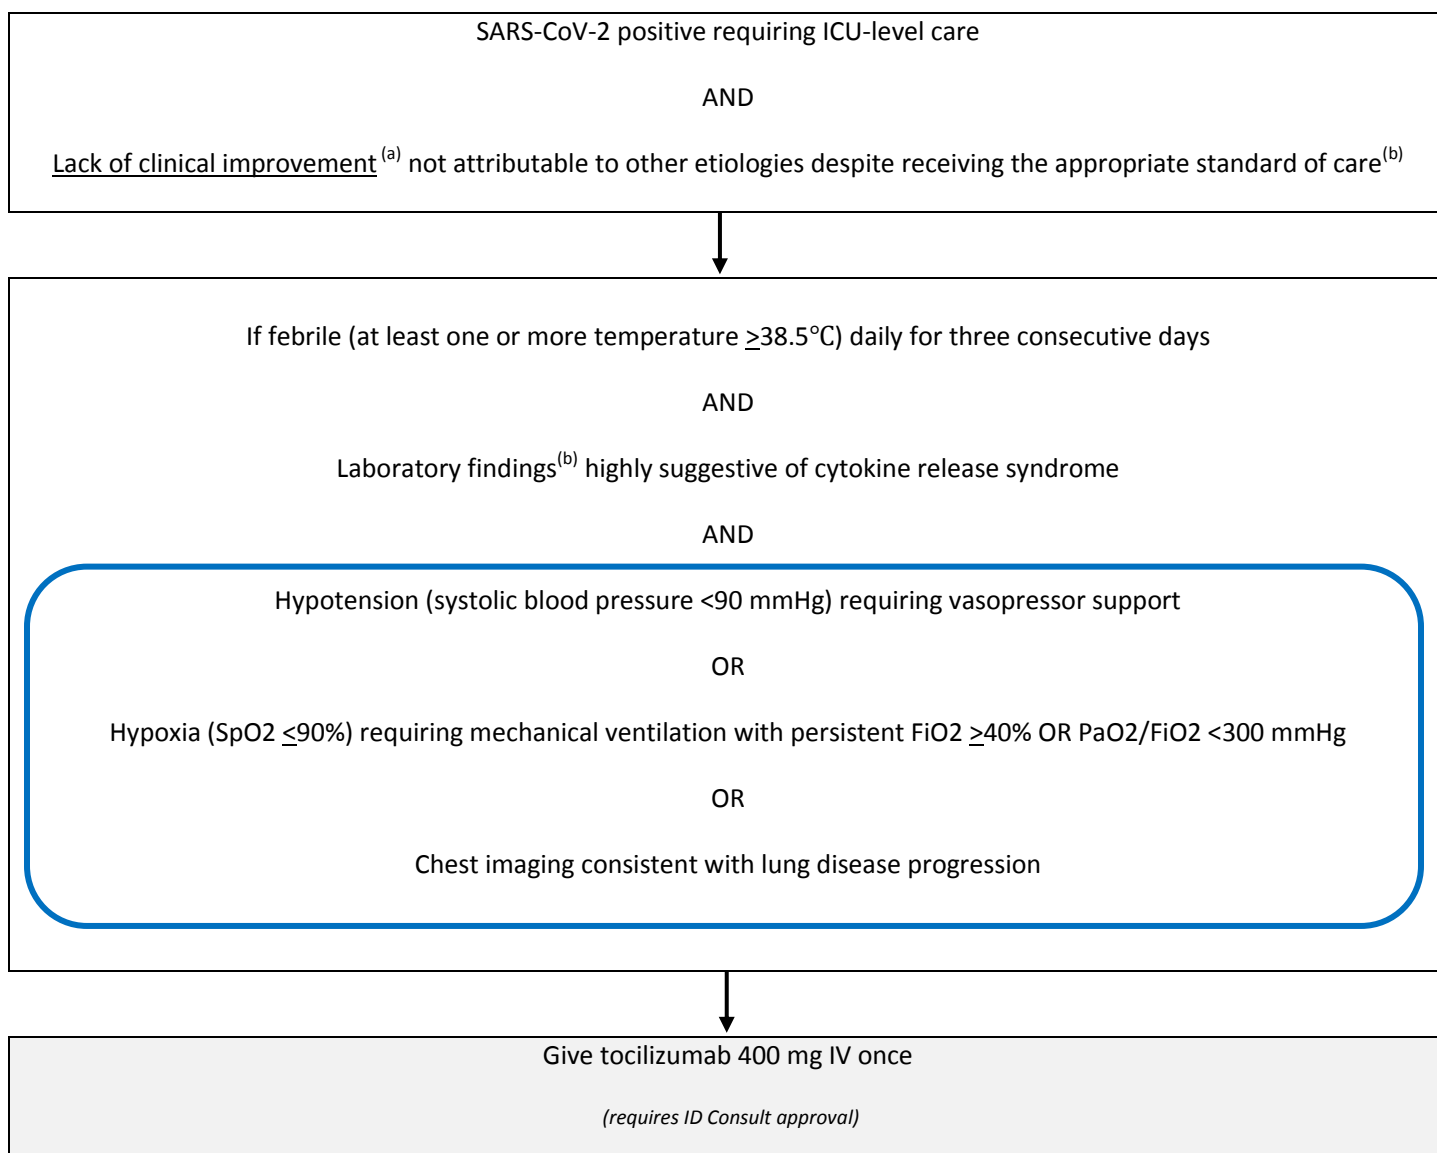 SARS-CoV-2 positive requiring ICU-level care
AND
Lack of clinical improvement (a) not attributable to other etiologies despite receiving the appropriate standard of care(b)
If febrile (at least one or more temperature ≥38.5℃) daily for three consecutive days
AND
Laboratory findings(b) highly suggestive of cytokine release syndrome
AND
Hypotension (systolic blood pressure <90 mmHg) requiring vasopressor support
OR
Hypoxia (SpO2 ≤90%) requiring mechanical ventilation with persistent FiO2 ≥40% OR PaO2/FiO2 <300 mmHg
OR
Chest imaging consistent with lung disease progression
Give tocilizumab 400 mg IV once
(requires ID Consult approval)